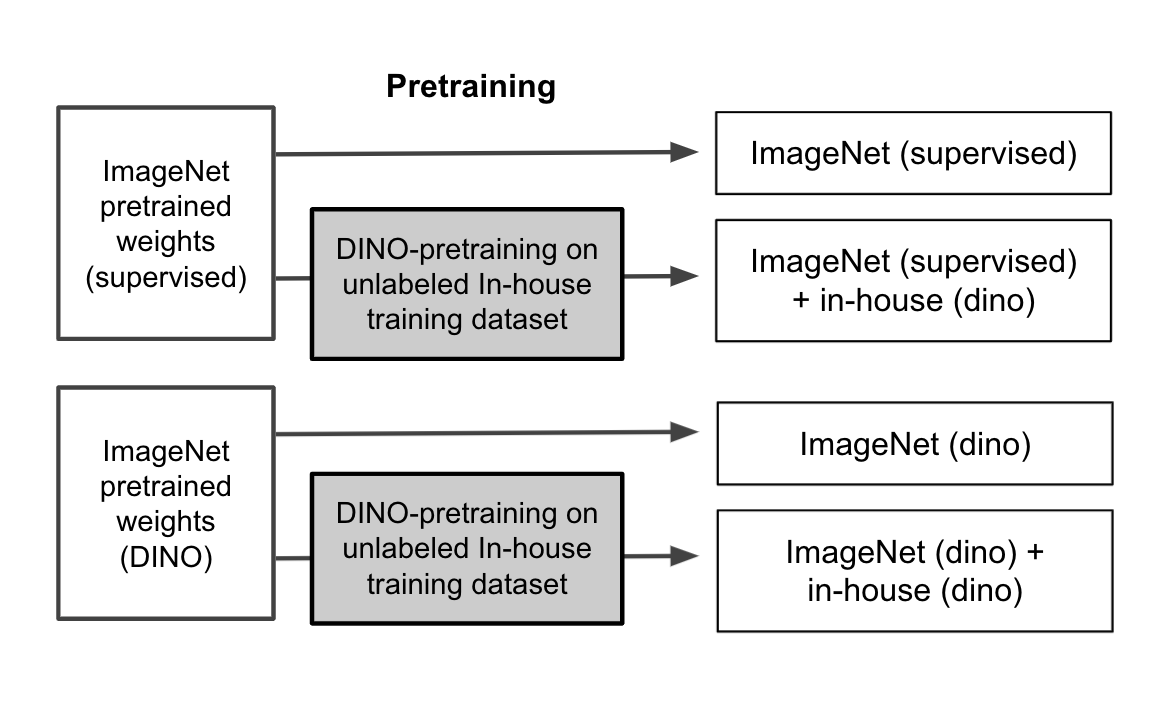 Pretraining
ImageNet
pretrained
weights
(supervised)
ImageNet (supervised)
DINO-pretraining on
unlabeled In-house
training dataset
ImageNet (supervised)
+ in-house (dino)
ImageNet
pretrained
weights
(DINO)
ImageNet (dino)
DINO-pretraining on
unlabeled In-house
training dataset
ImageNet (dino) +
in-house (dino)